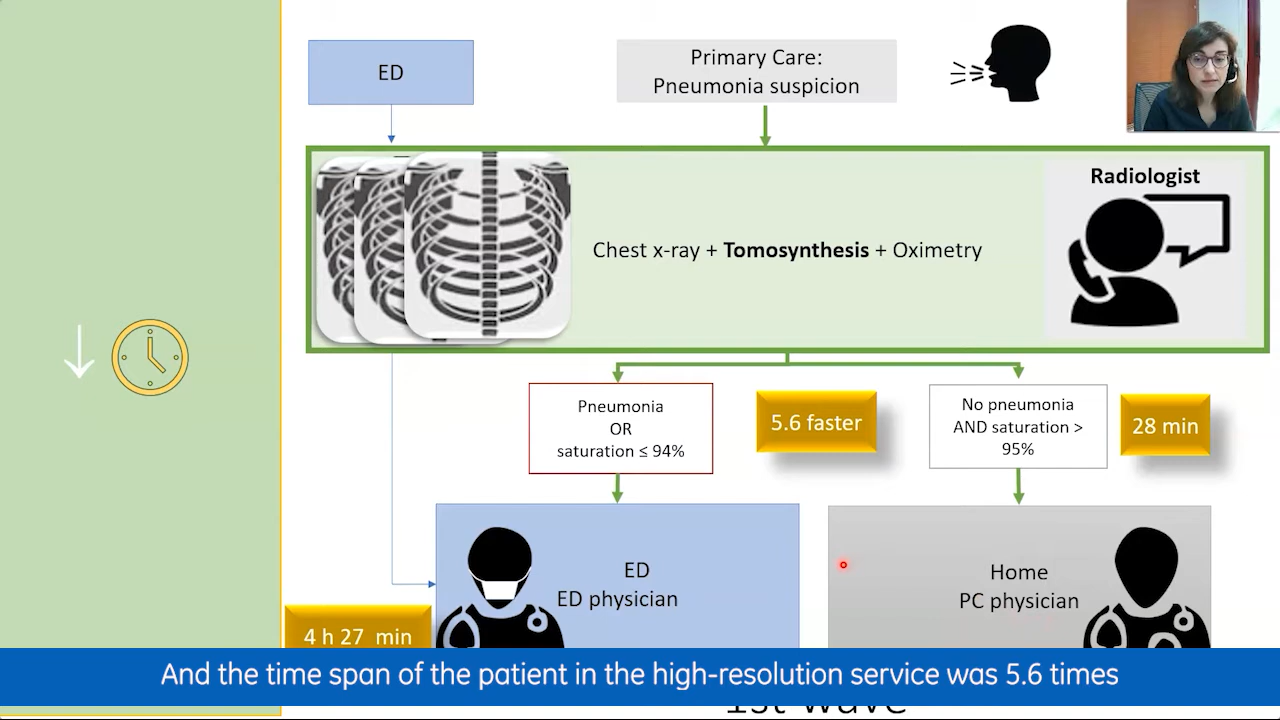 ED
Primary Care:
Pneumonia suspicion
Radiologist
Chest x-ray + Tomosynthesis + Oximetry
Pneumonia
OR
saturation ≤ 94%
5.6 faster
No pneumonia
AND saturation >
95%
28 min
ED
ED physician
Home
PC physician
4 h 27 min
And the time span of the patient in the high-resolution service was 5.6 times
1st wave